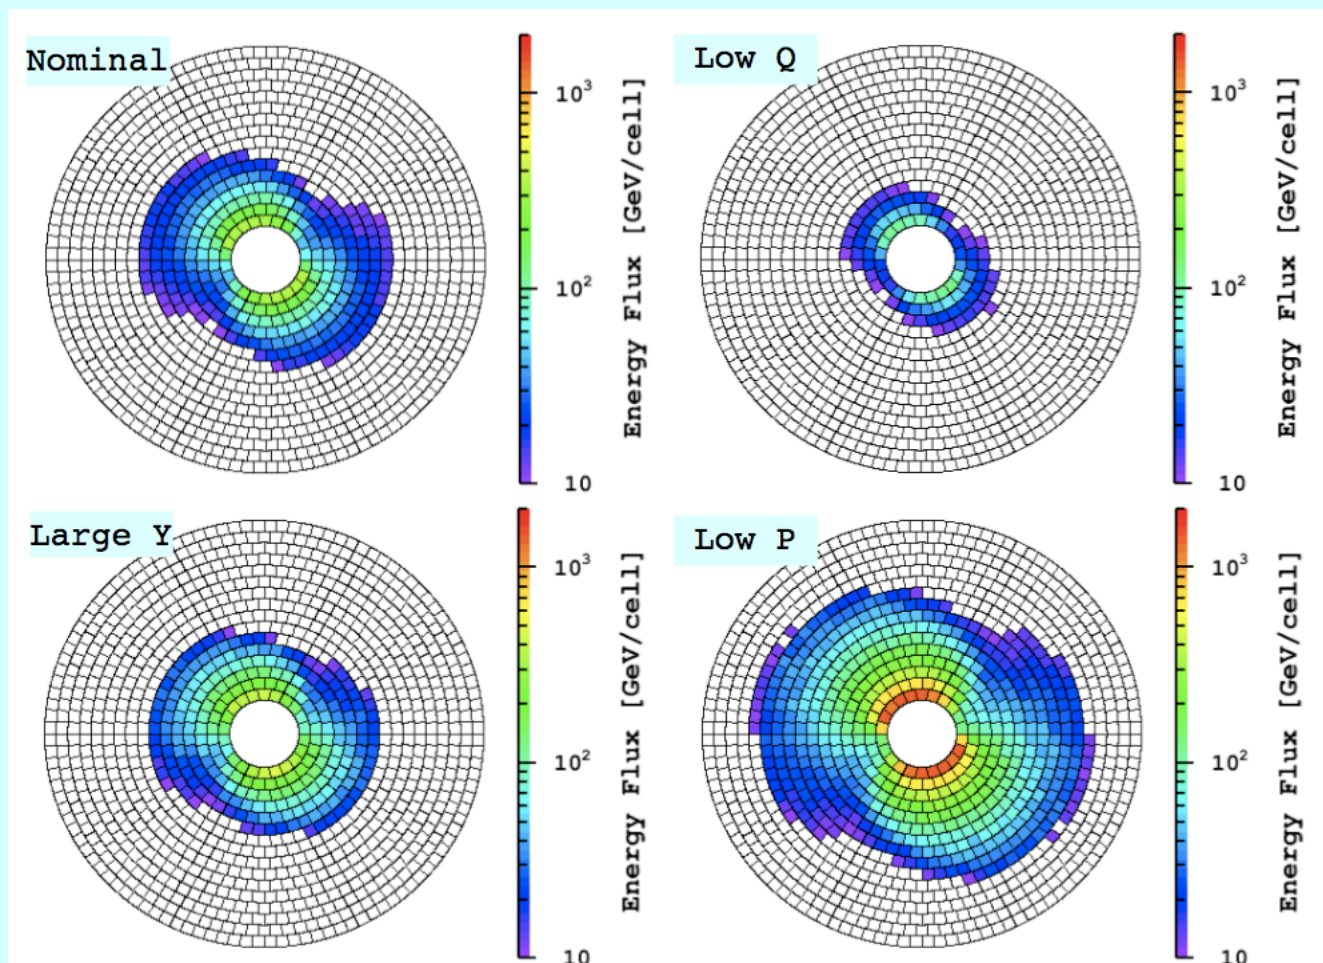 Nominal
10³
10²
10
Energy Flux [GeV/cell]
Low Q
10³
10²
10
Energy Flux [GeV/cell]
Large Y
10³
10²
10
Energy Flux [GeV/cell]
Low P
10³
10²
10
Energy Flux [GeV/cell]